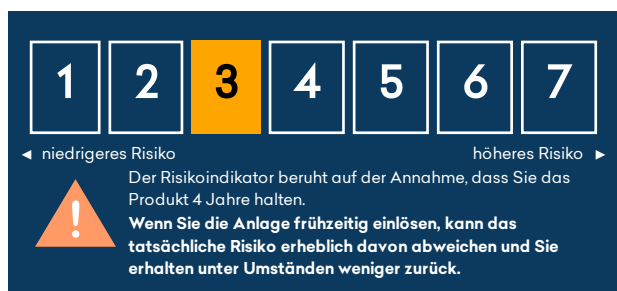 1 2 3 4 5 6 7
◄ niedrigeres Risiko höheres Risiko ►
Der Risikoindikator beruht auf der Annahme, dass Sie das
Produkt 4 Jahre halten.
Wenn Sie die Anlage frühzeitig einlösen, kann das
tatsächliche Risiko erheblich davon abweichen und Sie
erhalten unter Umständen weniger zurück.